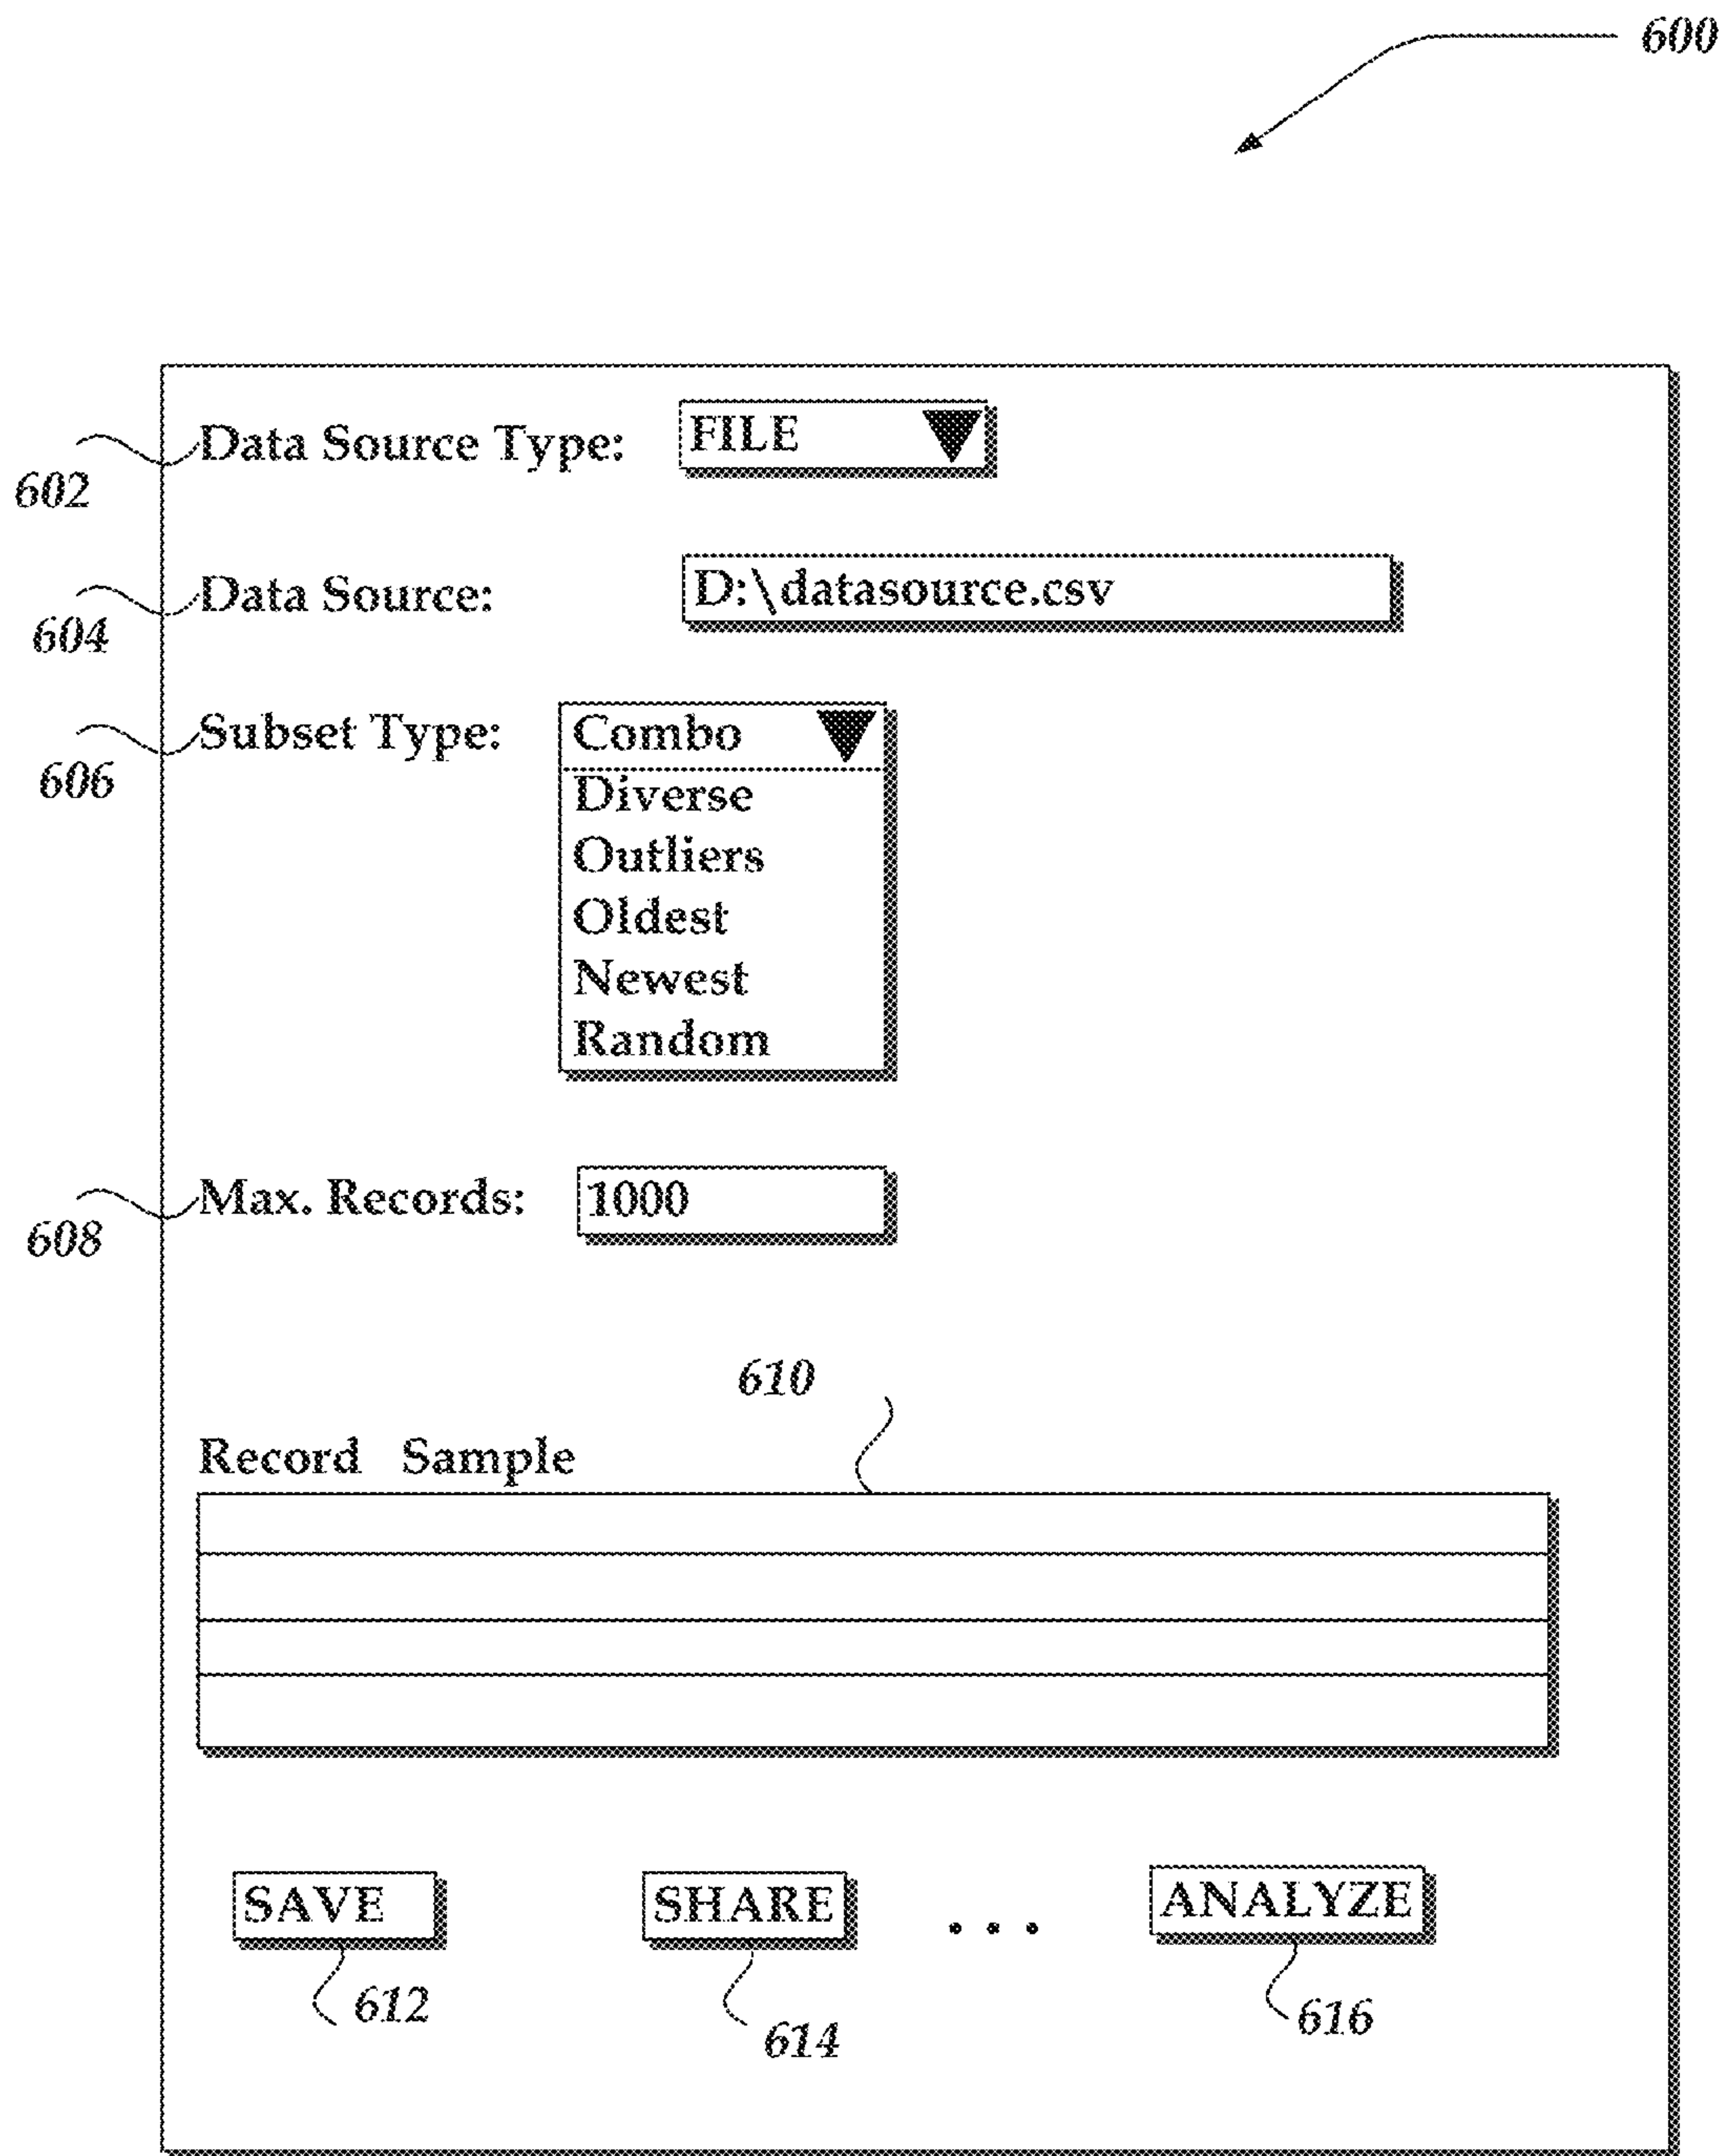 600
Data Source Type: FILE
602
Data Source: D:\datasource.csv
604
Subset Type: Combo
606
Diverse
Outliers
Oldest
Newest
Random
Max. Records: 1000
608
610
Record Sample
SAVE SHARE ... ANALYZE
612 614 616